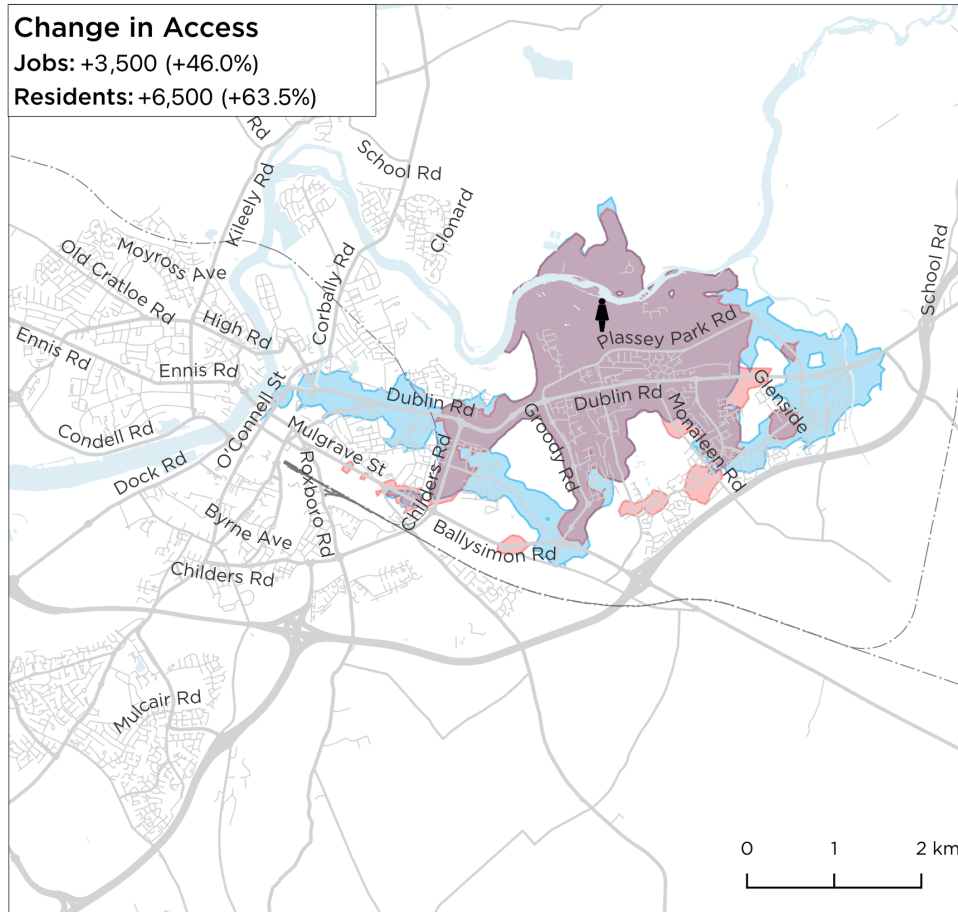 Change in Access
Jobs: +3,500 (+46.0%)
Residents: +6,500 (+63.5%)
Rd
School Rd
Kileely Rd
Clonard
Moyross Ave
Old Cratloe Rd
Corbally Rd
School Rd
High Rd
Plassey Park Rd
Ennis Rd
Ennis Rd
Glenside
Dublin Rd
Dublin Rd
O'Connell St
Monaleen Rd
Groody Rd
Condell Rd
Mulgrave St
Dock Rd
Roxboro Rd
Childers Rd
Byrne Ave
Ballysimon Rd
Childers Rd
Mulcair Rd
0 1 2 km